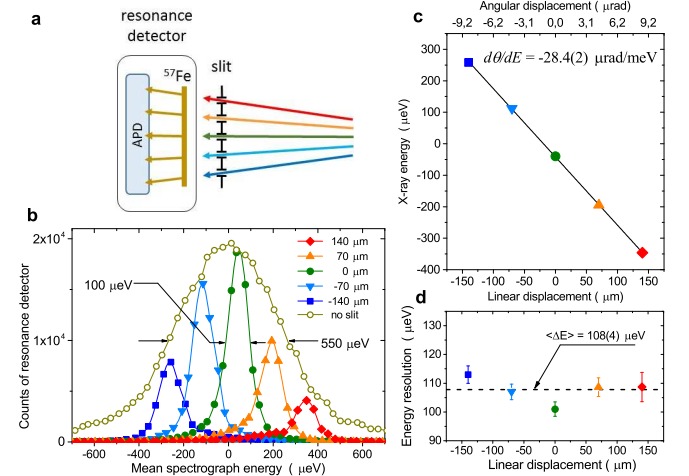 a
resonance
detector
57Fe
slit
APD
b
2x10^4
1x10^4
0
Counts of resonance detector
100 μeV
550 μeV
140 μm
70 μm
0 μm
-70 μm
-140 μm
no slit
-600 -400 -200 0 200 400 600
Mean spectrograph energy ( μeV)
c
Angular displacement ( μrad)
-9,2 -6,2 -3,1 0,0 3,1 6,2 9,2
dθ/dE = -28.4(2) μrad/meV
300
200
100
0
-100
-200
-300
-400
X-ray energy ( μeV)
-150 -100 -50 0 50 100 150
Linear displacement ( μm)
d
<ΔE> = 108(4) μeV
130
120
110
100
90
Energy resolution (μeV)
-150 -100 -50 0 50 100 150
Linear displacement ( μm)